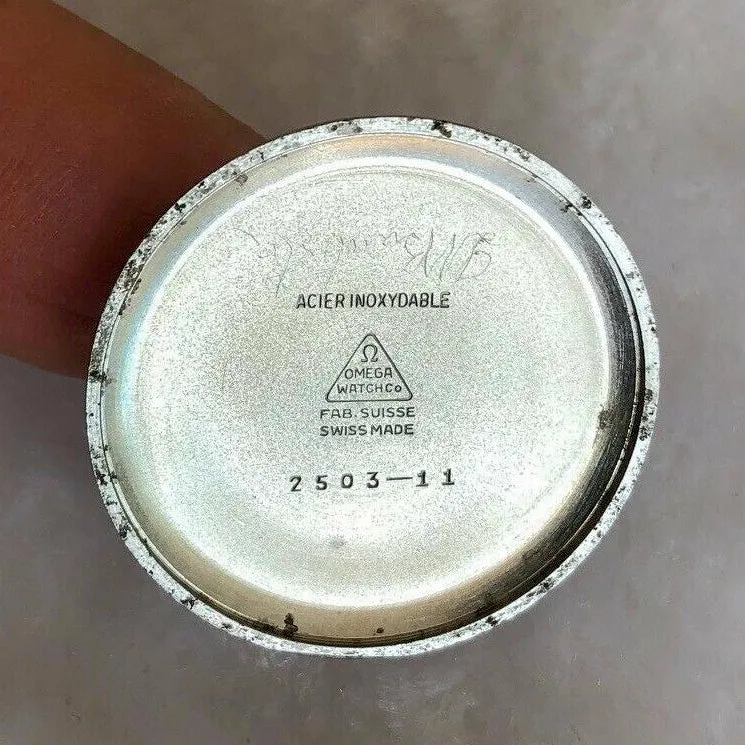 ACIER INOXYDABLE
Ω
OMEGA
WATCH Co
FAB. SUISSE
SWISS MADE
2503-11